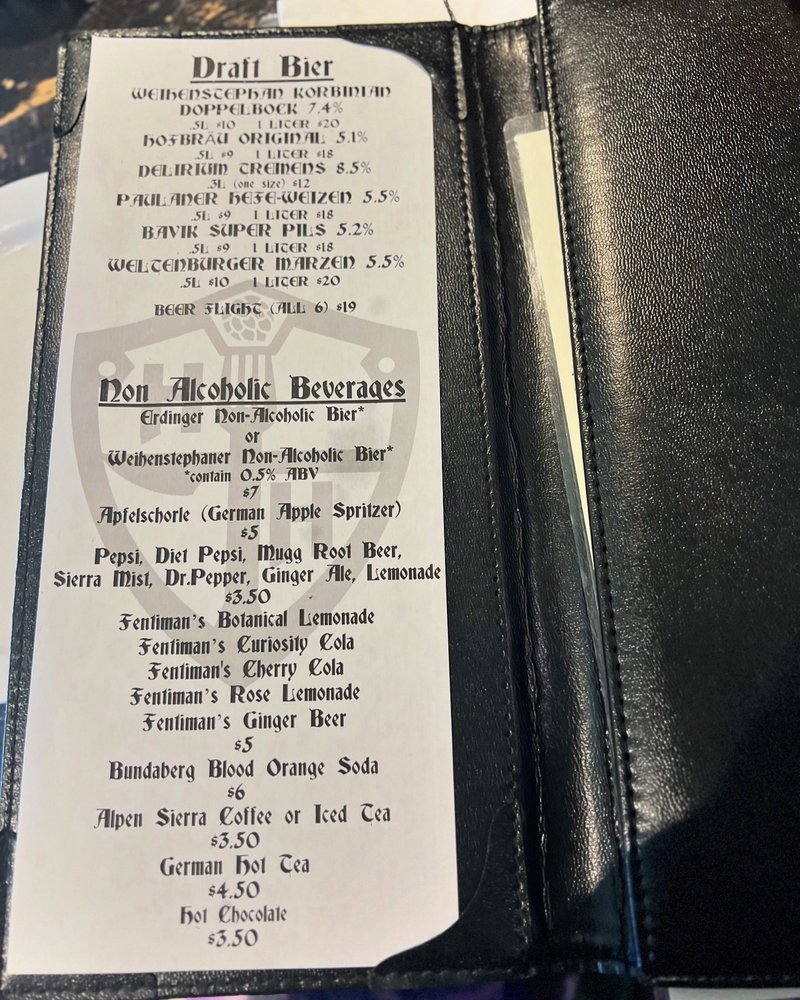 Draft Bier
WEIHENSTEPHAN KORBINIAN
DOPPELBOCK 7.4%
.5L $10 1 LITER $20
HOFBRÄU ORIGINAL 5.1%
.5L $9 1 LITER $18
DELIRIUM TREMENS 8.5%
.3L (one size) $12
PAULANER HEFE-WEIZEN 5.5%
.5L $9 1 LITER $18
BAVIK SUPER PILS 5.2%
.5L $9 1 LITER $18
WELTENBURGER MARZEN 5.5%
.5L $10 1 LITER $20
BEER FLIGHT (ALL 6) $19
Non Alcoholic Beverages
Erdinger Non-Alcoholic Bier*
or
Weihenstephaner Non-Alcoholic Bier*
*contain 0.5% ABV
$7
Apfelschorle (German Apple Spritzer)
$5
Pepsi, Diet Pepsi, Mugg Root Beer,
Sierra Mist, Dr.Pepper, Ginger Ale, Lemonade
$3.50
Fentiman's Botanical Lemonade
Fentiman's Curiosity Cola
Fentiman's Cherry Cola
Fentiman's Rose Lemonade
Fentiman's Ginger Beer
$5
Bundaberg Blood Orange Soda
$6
Alpen Sierra Coffee or Iced Tea
$3.50
German Hot Tea
$4.50
Hot Chocolate
$3.50